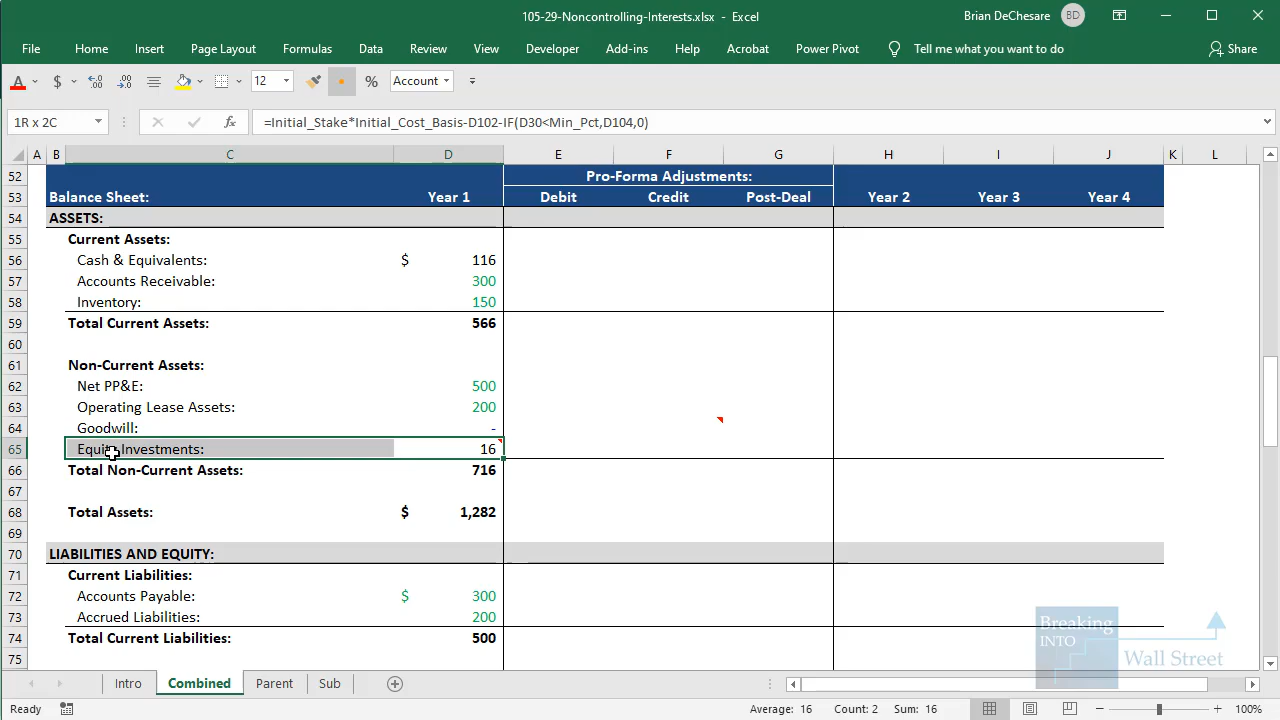 105-29-Noncontrolling-Interests.xlsx - Excel
Brian DeChesare BD
File Home Insert Page Layout Formulas Data Review View Developer Add-ins Help Acrobat Power Pivot Tell me what you want to do Share
A $ 12 % Account
1R x 2C fx =Initial_Stake*Initial_Cost_Basis-D102-IF(D30<Min_Pct,D104,0)
A B C D E F G H I J K L
52 Pro-Forma Adjustments:
53 Balance Sheet: Year 1 Debit Credit Post-Deal Year 2 Year 3 Year 4
54 ASSETS:
55 Current Assets:
56 Cash & Equivalents: $ 116
57 Accounts Receivable: 300
58 Inventory: 150
59 Total Current Assets: 566
60
61 Non-Current Assets:
62 Net PP&E: 500
63 Operating Lease Assets: 200
64 Goodwill: -
65 Equity Investments: 16
66 Total Non-Current Assets: 716
67
68 Total Assets: $ 1,282
69
70 LIABILITIES AND EQUITY:
71 Current Liabilities:
72 Accounts Payable: $ 300
73 Accrued Liabilities: 200
74 Total Current Liabilities: 500
75
Breaking
INTO
Wall Street
Intro Combined Parent Sub
Ready Average: 16 Count: 2 Sum: 16 100%